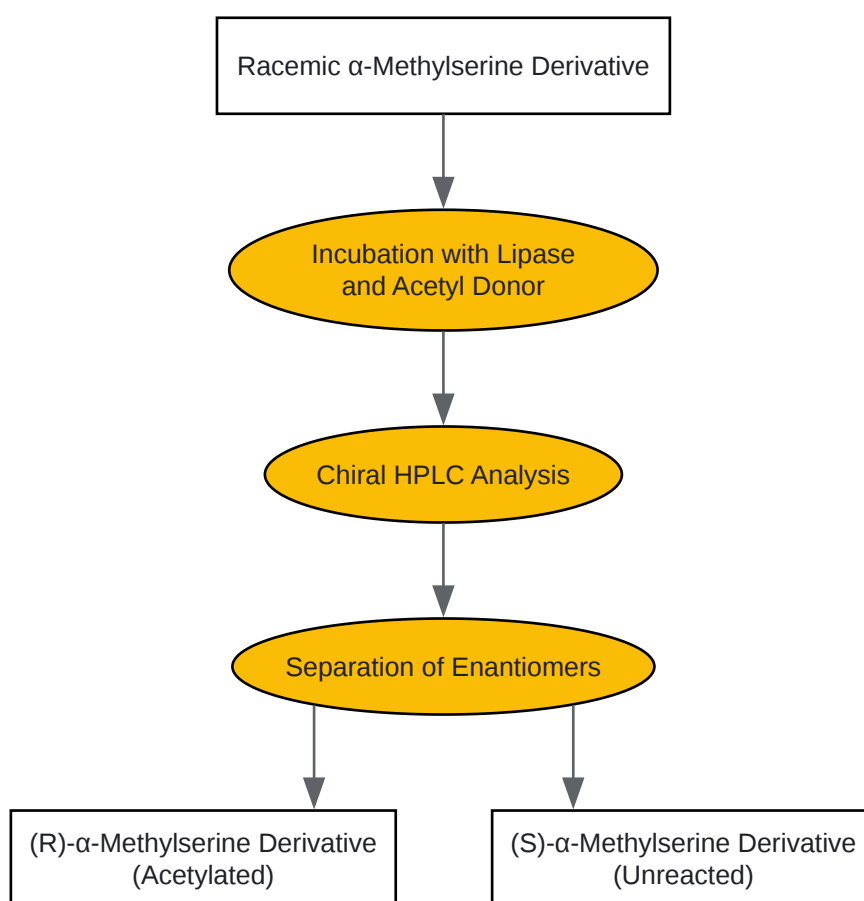 Racemic α-Methylserine Derivative
Incubation with Lipase
and Acetyl Donor
Chiral HPLC Analysis
Separation of Enantiomers
(R)-α-Methylserine Derivative
(Acetylated)
(S)-α-Methylserine Derivative
(Unreacted)